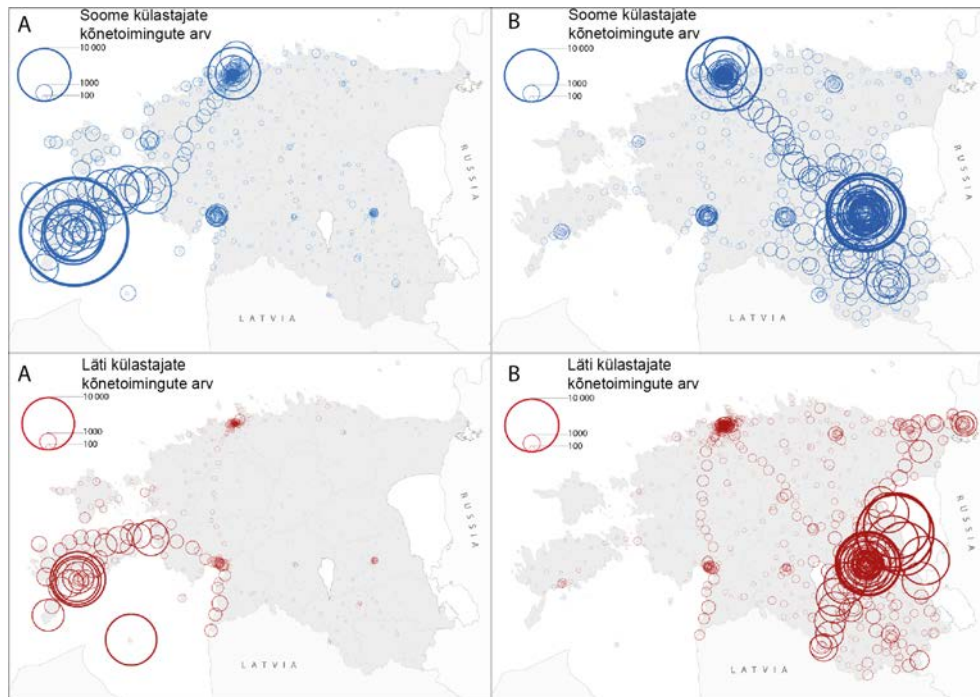 A
Soome külastajate
kõnetoimingute arv
10 000
1000
100
RUSSIA
LATVIA
B
Soome külastajate
kõnetoimingute arv
10 000
1000
100
RUSSIA
LATVIA
A
Läti külastajate
kõnetoimingute arv
10 000
1000
100
RUSSIA
LATVIA
B
Läti külastajate
kõnetoimingute arv
10 000
1000
100
RUSSIA
LATVIA